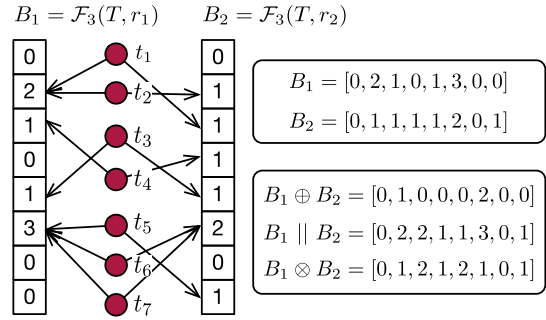 B₁ = ℱ₃(T, r₁)
B₂ = ℱ₃(T, r₂)
0
2
1
0
1
3
0
0
t₁
t₂
t₃
t₄
t₅
t₆
t₇
0
1
1
1
1
2
0
1
B₁ = [0, 2, 1, 0, 1, 3, 0, 0]
B₂ = [0, 1, 1, 1, 1, 2, 0, 1]
B₁ ⊕ B₂ = [0, 1, 0, 0, 0, 2, 0, 0]
B₁ || B₂ = [0, 2, 2, 1, 1, 3, 0, 1]
B₁ ⊗ B₂ = [0, 1, 2, 1, 2, 1, 0, 1]